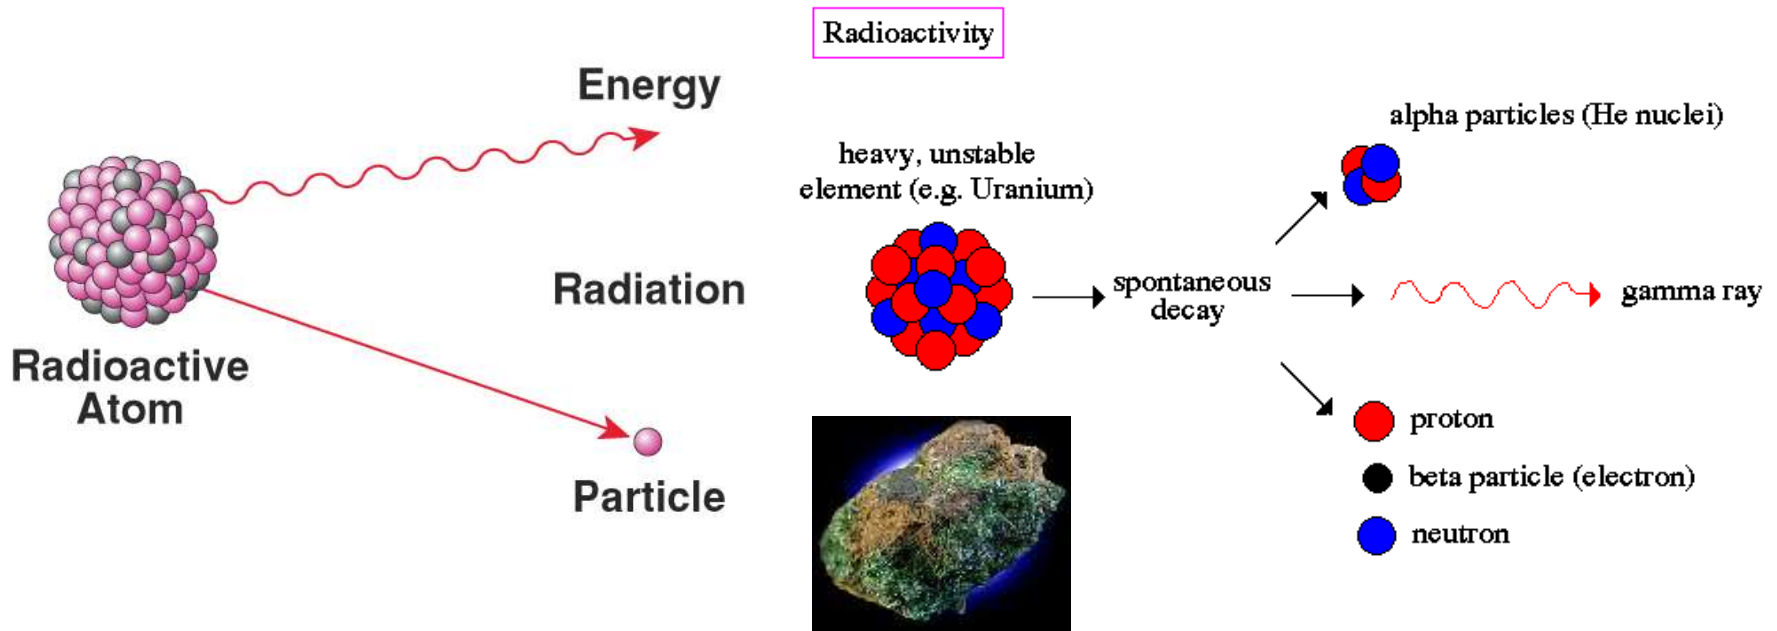 Energy
Radiation
Radioactive
Atom
Particle
Radioactivity
heavy, unstable
element (e.g. Uranium)
spontaneous
decay
alpha particles (He nuclei)
gamma ray
proton
beta particle (electron)
neutron